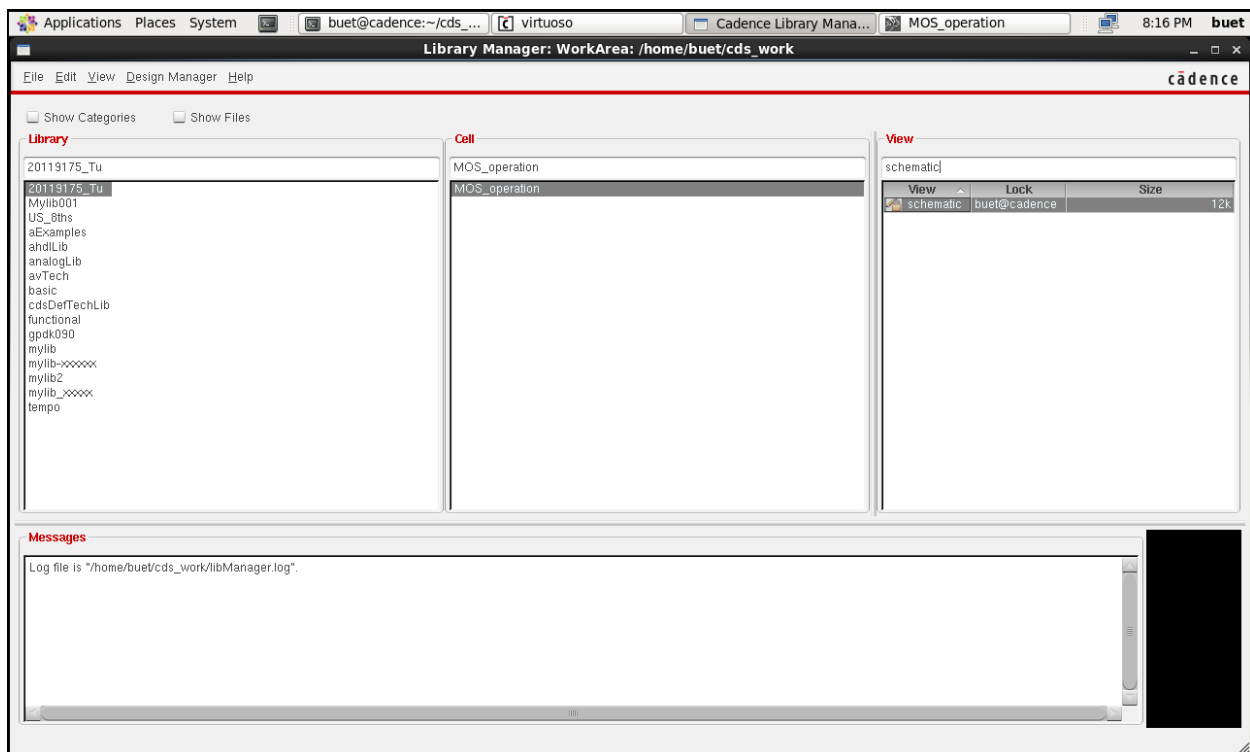 Applications Places System buet@cadence:~/cds_... virtuoso Cadence Library Mana... MOS_operation 8:16 PM buet
Library Manager: WorkArea: /home/buet/cds_work
File Edit View Design Manager Help cādence
Show Categories Show Files
Library Cell View
20119175_Tu MOS_operation schematic
20119175_Tu MOS_operation View Lock Size
Mylib001 schematic buet@cadence 12k
US_8ths
aExamples
ahdlLib
analogLib
avTech
basic
cdsDefTechLib
functional
gpdk090
mylib
mylib-xxxxxx
mylib2
mylib_xxxxx
tempo
Messages
Log file is "/home/buet/cds_work/libManager.log".